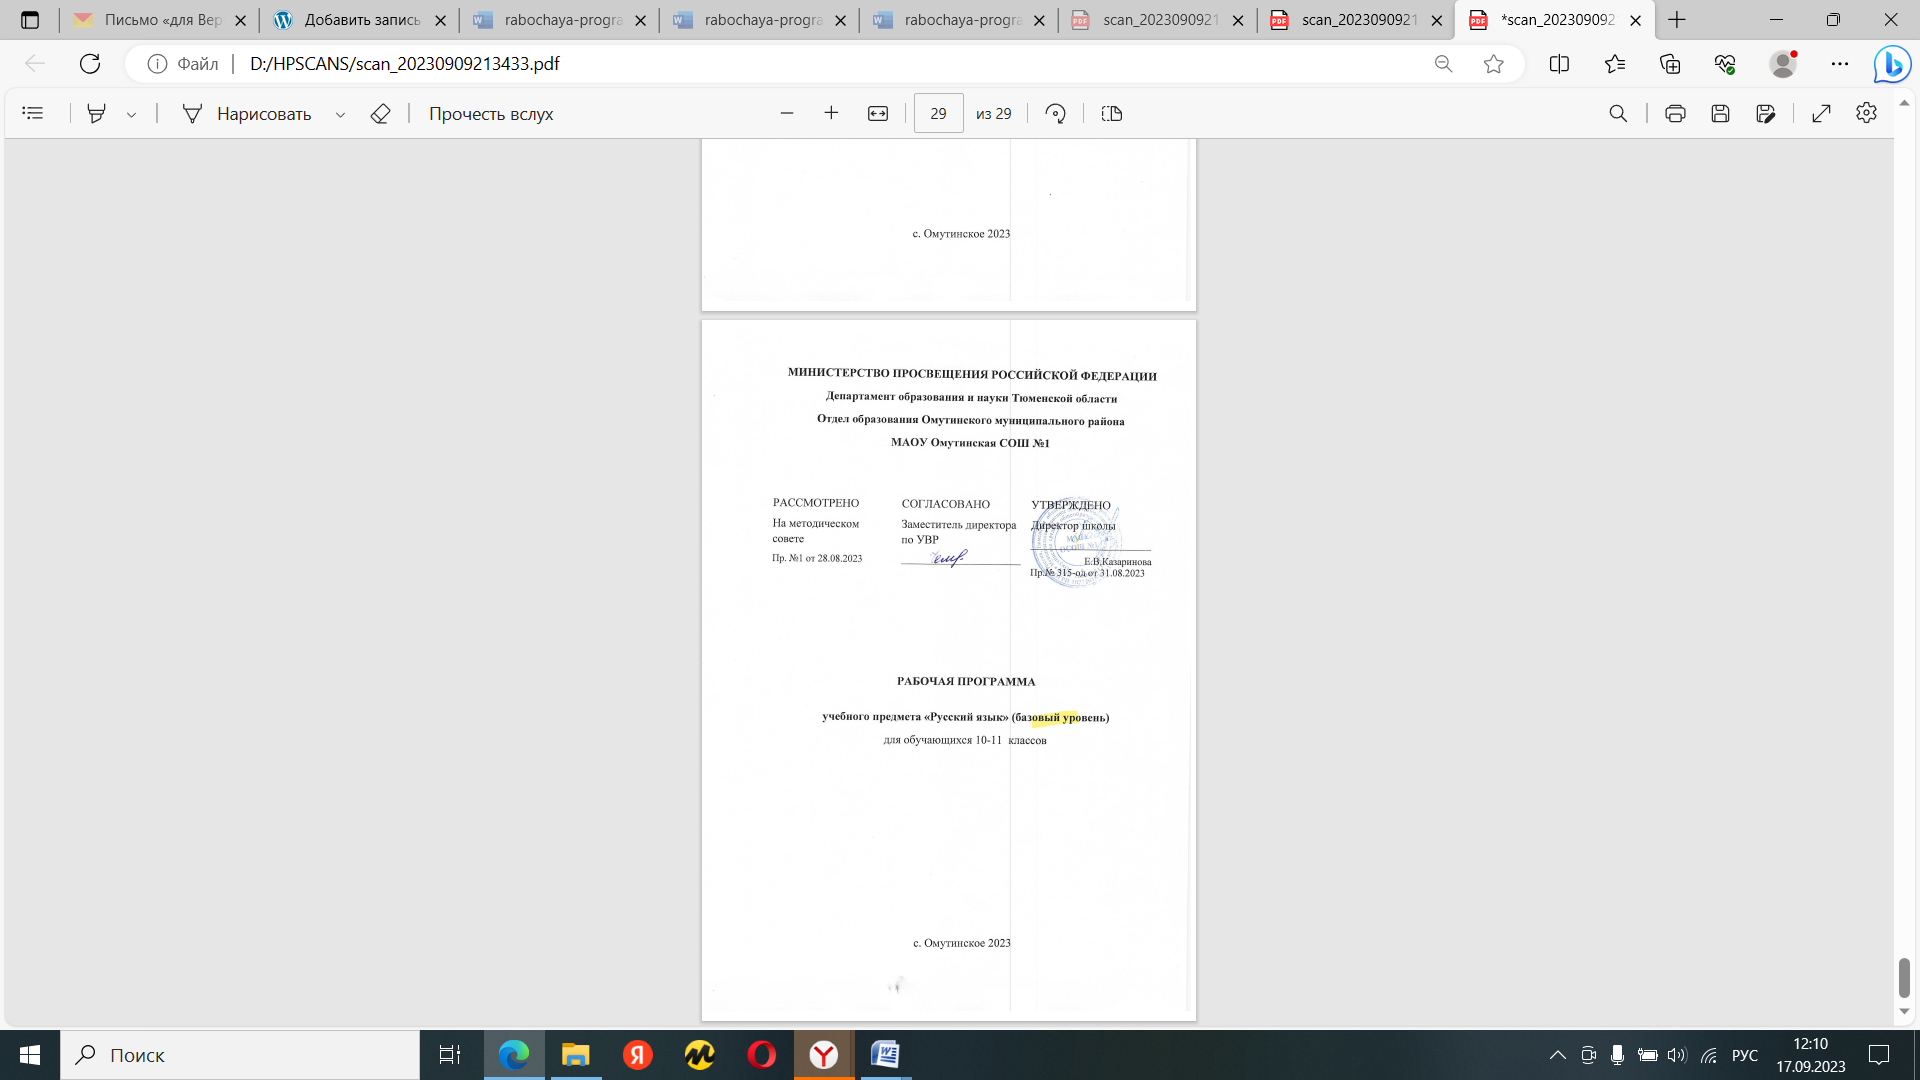 Письмо «для Вер
Добавить запись
rabochaya-progra
rabochaya-progra
rabochaya-progra
scan_2023090921
scan_2023090921
*scan_202309092
Файл
D:/HPSCANS/scan_20230909213433.pdf
Нарисовать
Прочесть вслух
29
из 29
с. Омутинское 2023
МИНИСТЕРСТВО ПРОСВЕЩЕНИЯ РОССИЙСКОЙ ФЕДЕРАЦИИ
Департамент образования и науки Тюменской области
Отдел образования Омутинского муниципального района
МАОУ Омутинская СОШ №1
РАССМОТРЕНО
На методическом
совете
Пр. №1 от 28.08.2023
СОГЛАСОВАНО
Заместитель директора
по УВР
УТВЕРЖДЕНО
Директор школы
Е.В.Казаринова
Пр.№ 315-од от 31.08.2023
РАБОЧАЯ ПРОГРАММА
учебного предмета «Русский язык» (базовый уровень)
для обучающихся 10-11 классов
с. Омутинское 2023
Поиск
РУС
12:10
17.09.2023